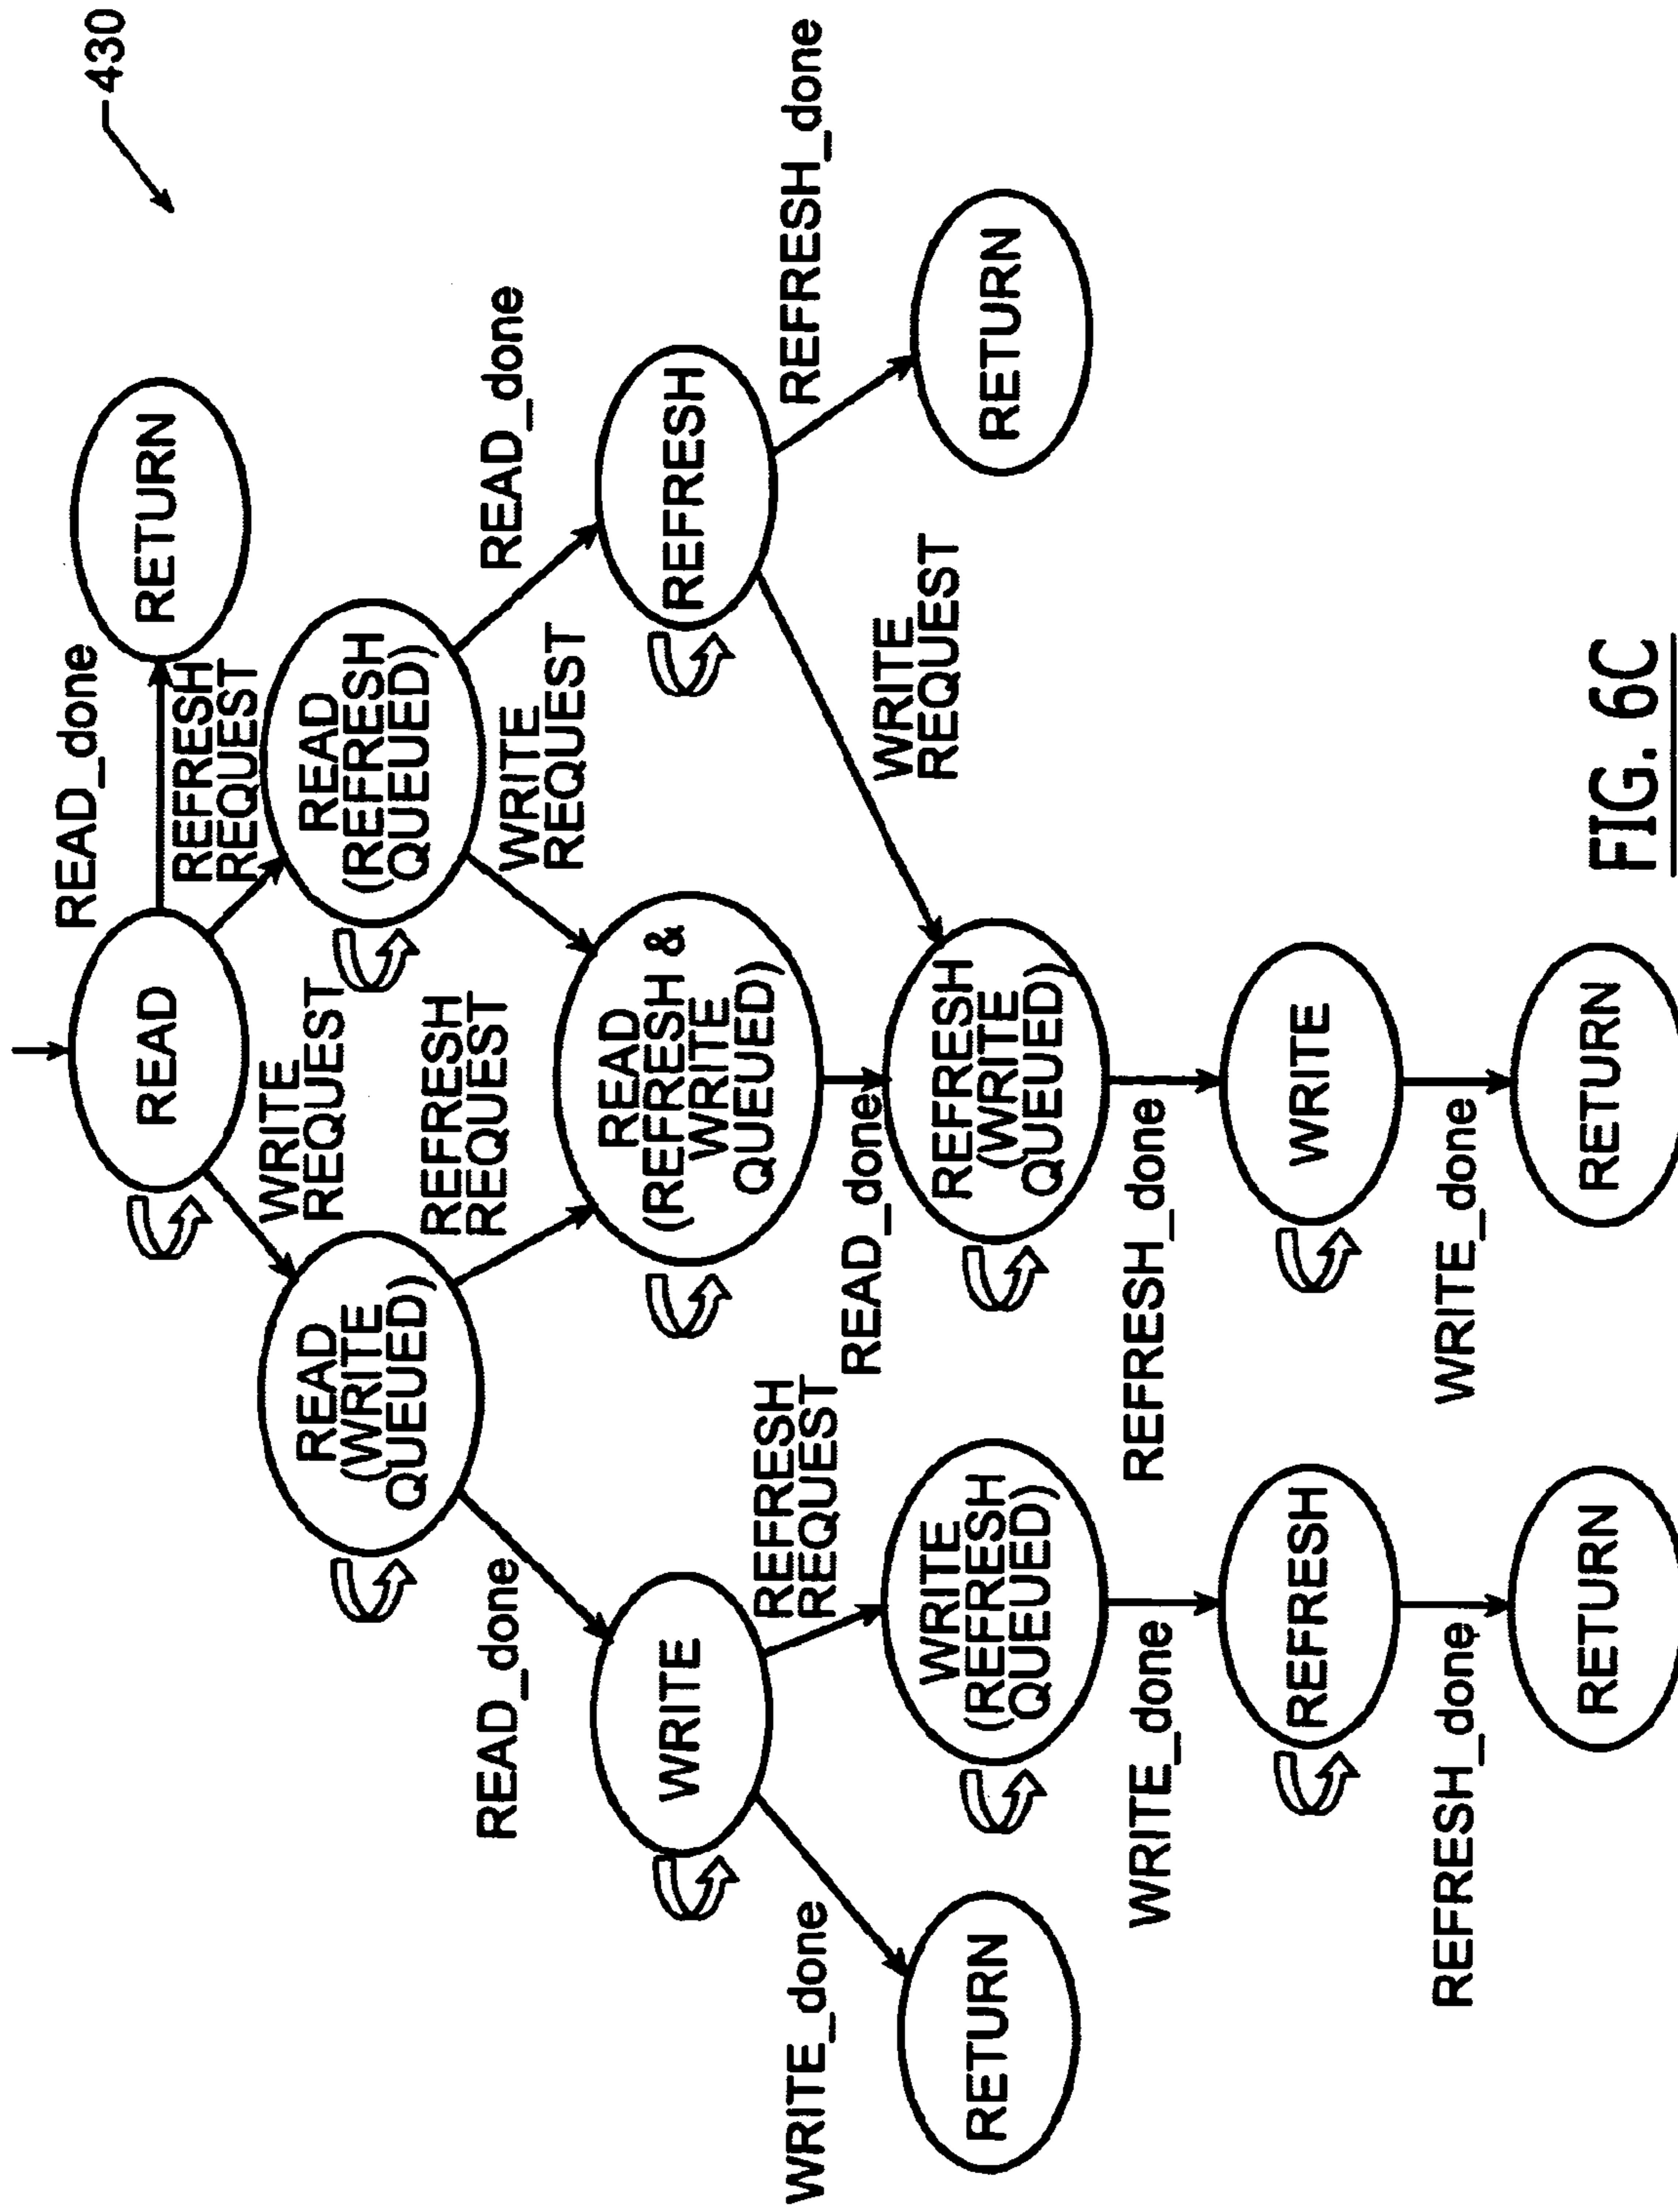 430
READ_done
READ
RETURN
REFRESH
REQUEST
WRITE
REQUEST
READ
(WRITE
QUEUED)
READ
(REFRESH
QUEUED)
REFRESH
REQUEST
WRITE
REQUEST
READ_done
READ_done
WRITE
READ
(REFRESH &
WRITE
QUEUED)
REFRESH
WRITE_done
REFRESH
REQUEST
READ_done
WRITE
REQUEST
REFRESH_done
RETURN
WRITE
(REFRESH
QUEUED)
REFRESH
(WRITE
QUEUED)
RETURN
WRITE_done
REFRESH_done
REFRESH
WRITE
REFRESH_done
WRITE_done
RETURN
RETURN
FIG. 6C